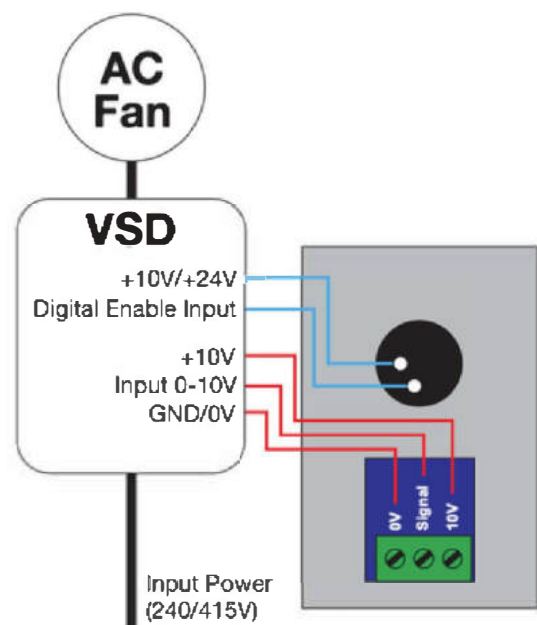 AC
Fan
VSD
+10V/+24V
Digital Enable Input
+10V
Input 0-10V
GND/0V
0V
Signal
10V
Input Power
(240/415V)